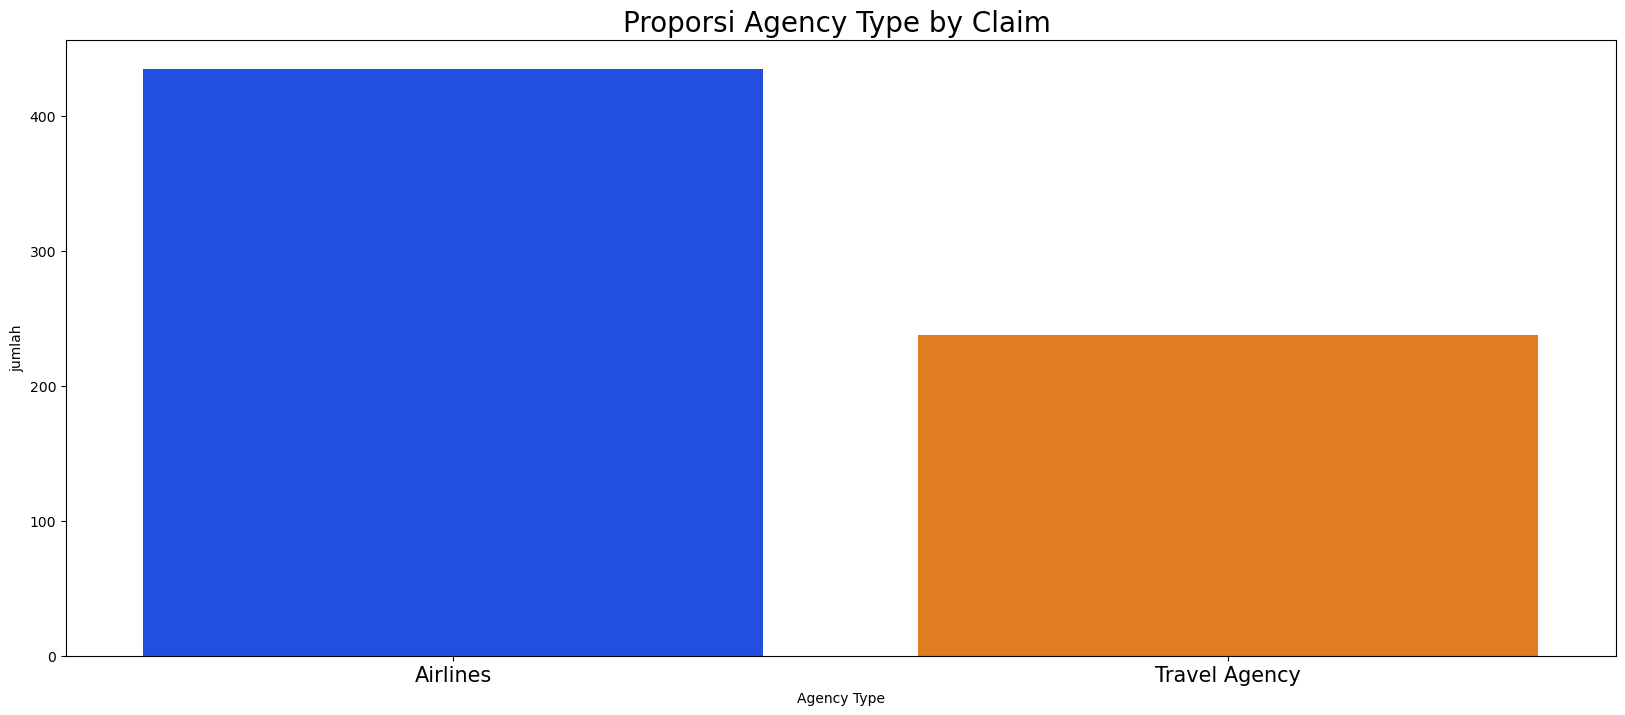 Proporsi Agency Type by Claim
jumlah
400
300
200
100
0
Airlines
Travel Agency
Agency Type